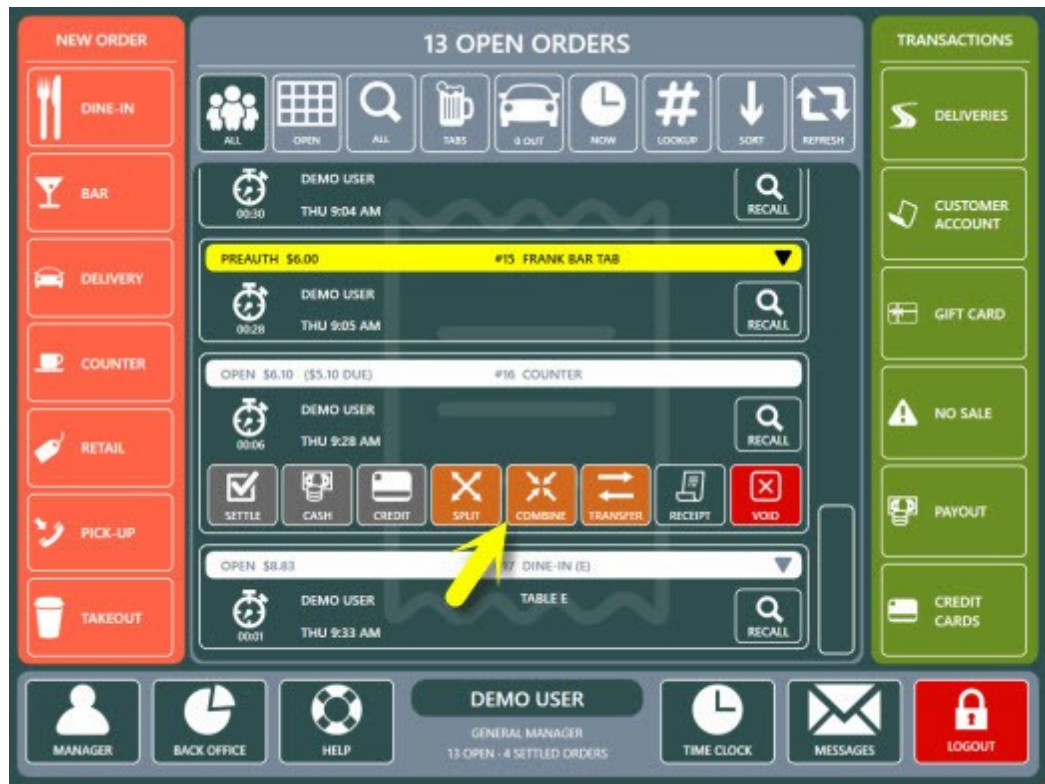 NEW ORDER
DINE-IN
BAR
DELIVERY
COUNTER
RETAIL
PICK-UP
TAKEOUT
13 OPEN ORDERS
ALL
OPEN
ALL
TABS
0 OUT
NOW
LOOKUP
SORT
REFRESH
DEMO USER
00:30 THU 9:04 AM
RECALL
PREAUTH $6.00 #15 FRANK BAR TAB
DEMO USER
00:28 THU 9:05 AM
RECALL
OPEN $6.10 ($5.10 DUE) #16 COUNTER
DEMO USER
00:06 THU 9:28 AM
RECALL
SETTLE
CASH
CREDIT
SPLIT
COMBINE
TRANSFER
RECEIPT
VOID
OPEN $8.83 #17 DINE-IN (E)
DEMO USER TABLE E
00:01 THU 9:33 AM
RECALL
TRANSACTIONS
DELIVERIES
CUSTOMER
ACCOUNT
GIFT CARD
NO SALE
PAYOUT
CREDIT
CARDS
MANAGER
BACK OFFICE
HELP
DEMO USER
GENERAL MANAGER
13 OPEN - 4 SETTLED ORDERS
TIME CLOCK
MESSAGES
LOGOUT